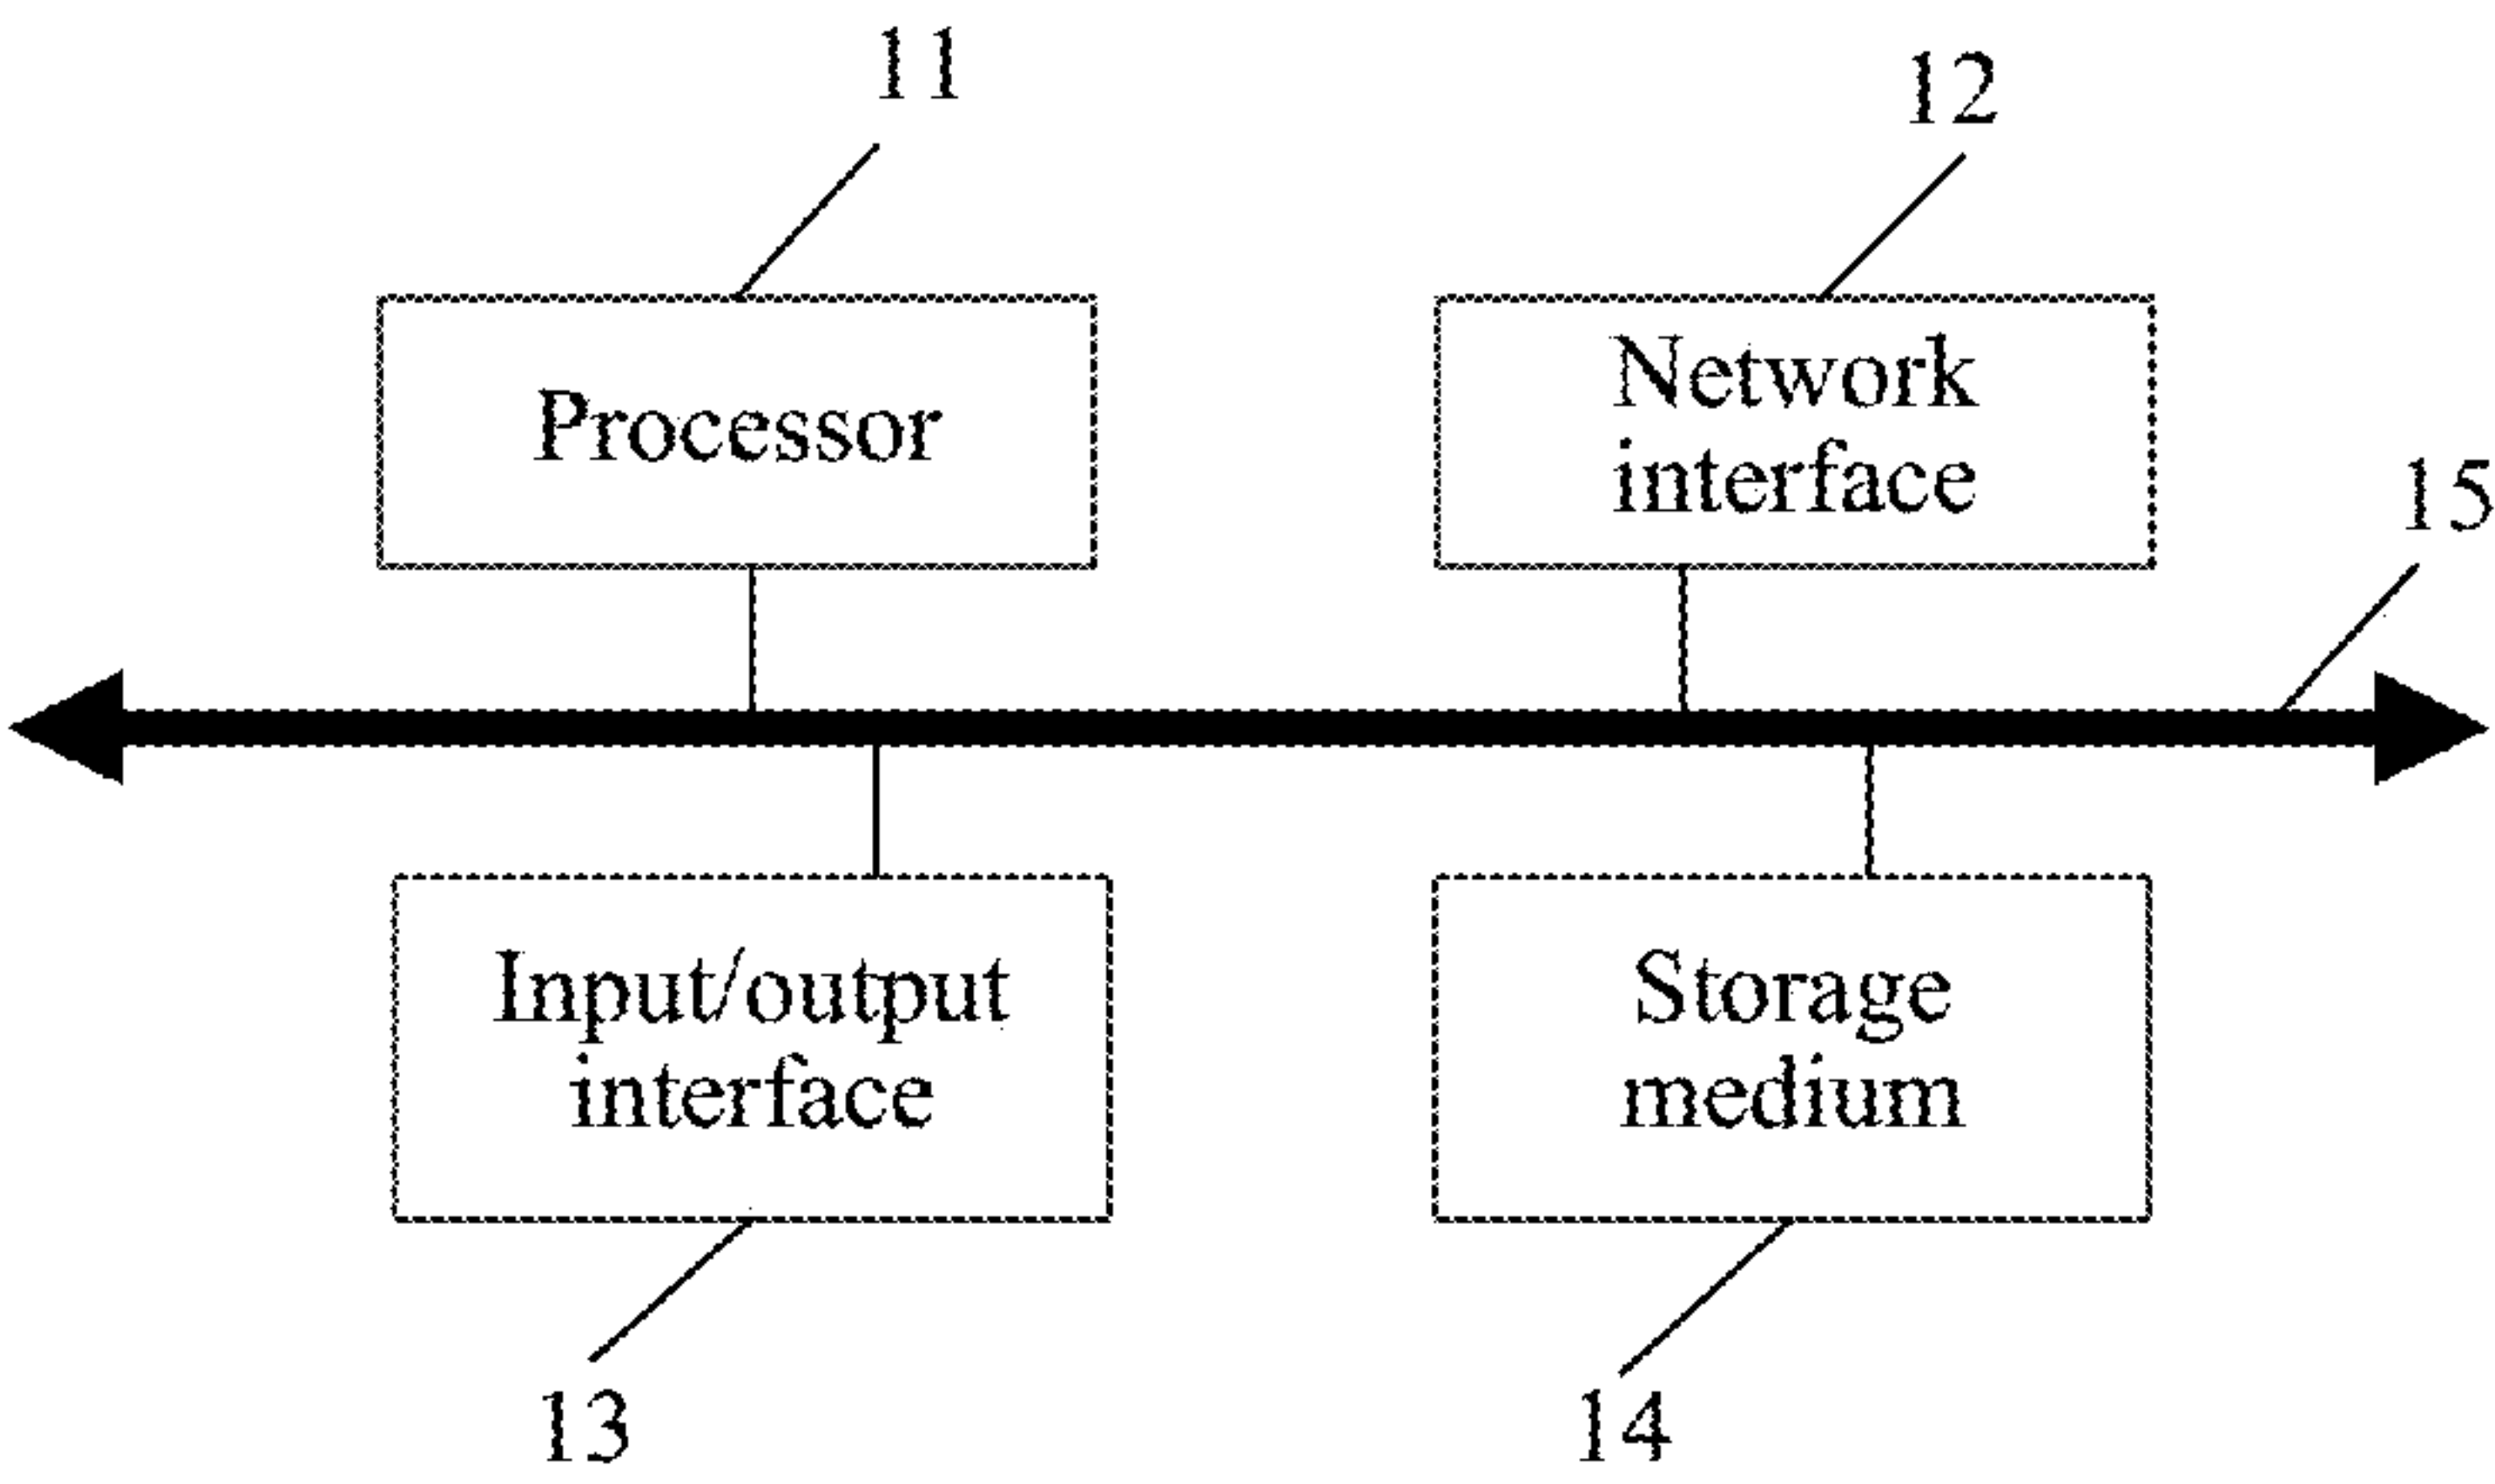 11
12
Processor
Network
interface
15
Input/output
interface
Storage
medium
13
14